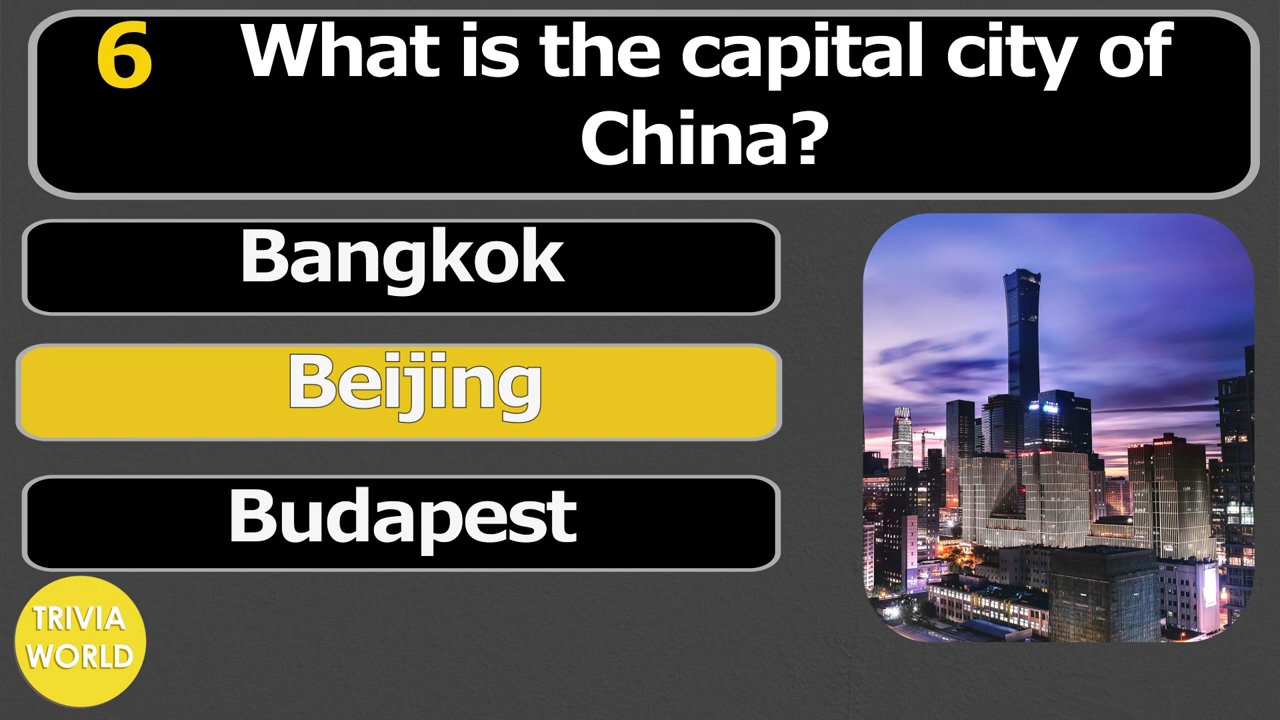 6 What is the capital city of
China?
Bangkok
Beijing
Budapest
TRIVIA
WORLD